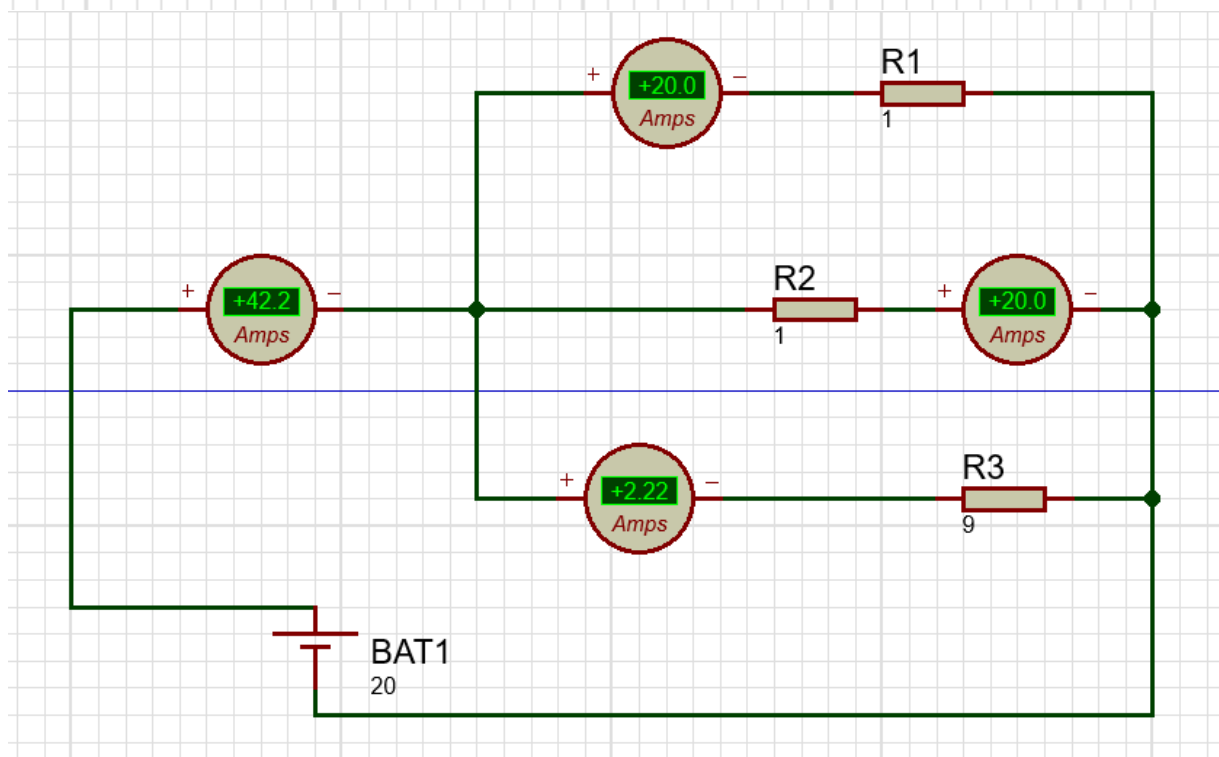 R1
+ +20.0 −
Amps
1
R2
+ +42.2 −
Amps
+ +20.0 −
Amps
1
R3
+ +2.22 −
Amps
9
BAT1
20